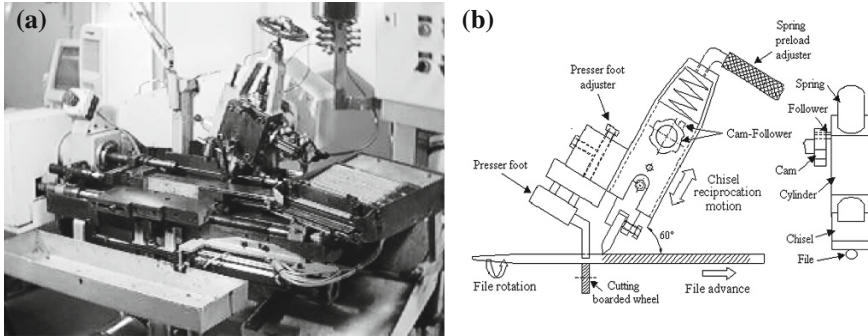 (a)
(b)
Spring
preload
adjuster
Presser foot
adjuster
Spring
Follower
Cam-Follower
Presser foot
Cam
Chisel
reciprocation
motion
Cylinder
60°
Chisel
File
File rotation
Cutting
boarded wheel
File advance